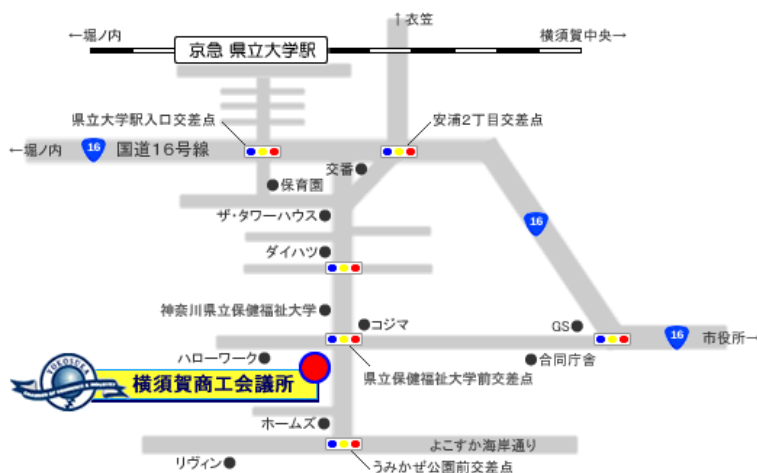 ↑衣笠
←堀ノ内
京急 県立大学駅
横須賀中央→
県立大学駅入口交差点
安浦2丁目交差点
←堀ノ内
16
国道16号線
交番
保育園
ザ・タワーハウス
16
ダイハツ
神奈川県立保健福祉大学
コジマ
GS
16
市役所→
ハローワーク
合同庁舎
YOKOSUKA
横須賀商工会議所
県立保健福祉大学前交差点
ホームズ
よこすか海岸通り
リヴィン
うみかぜ公園前交差点